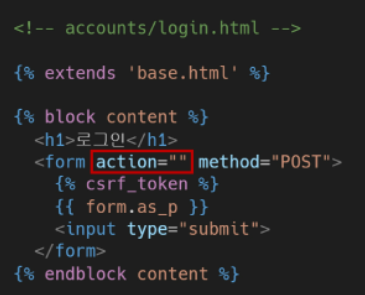 <!-- accounts/login.html -->
{% extends 'base.html' %}
{% block content %}
<h1>로그인</h1>
<form action="" method="POST">
{% csrf_token %}
{{ form.as_p }}
<input type="submit">
</form>
{% endblock content %}